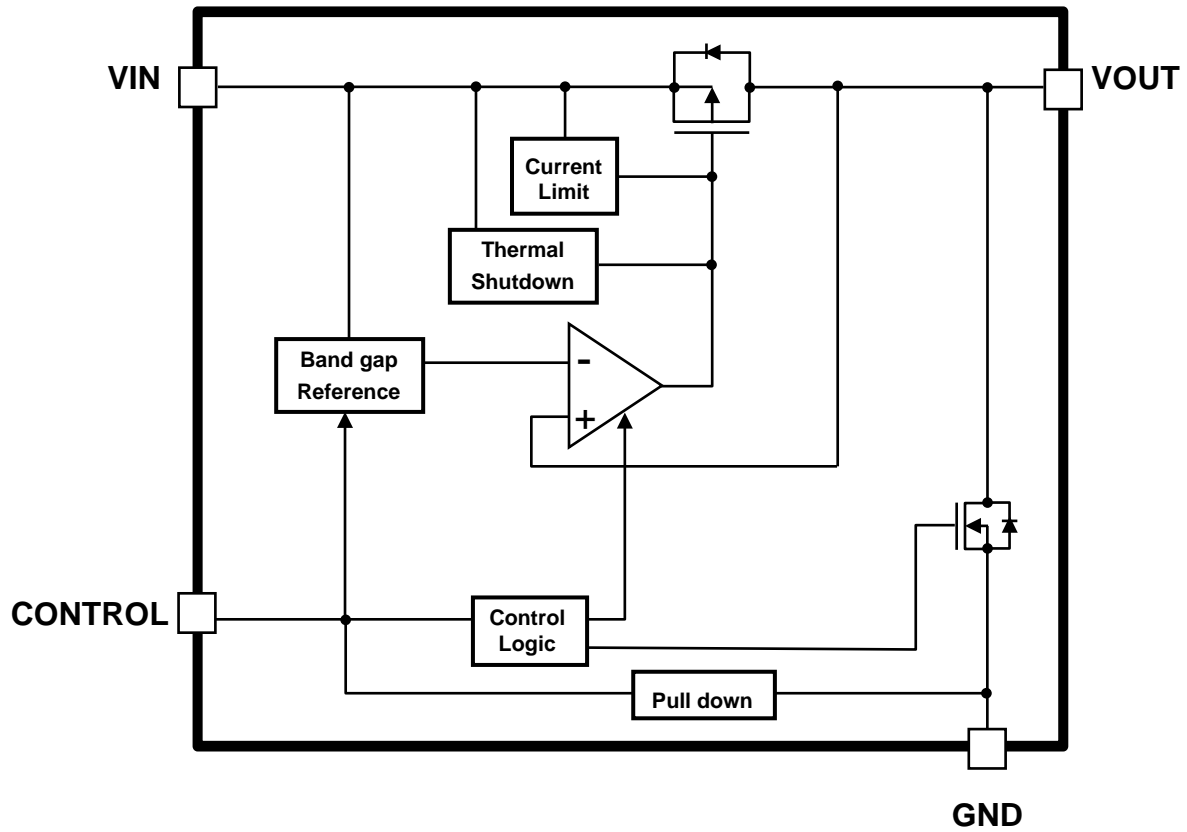 VIN
VOUT
Current
Limit
Thermal
Shutdown
Band gap
Reference
-
+
CONTROL
Control
Logic
Pull down
GND